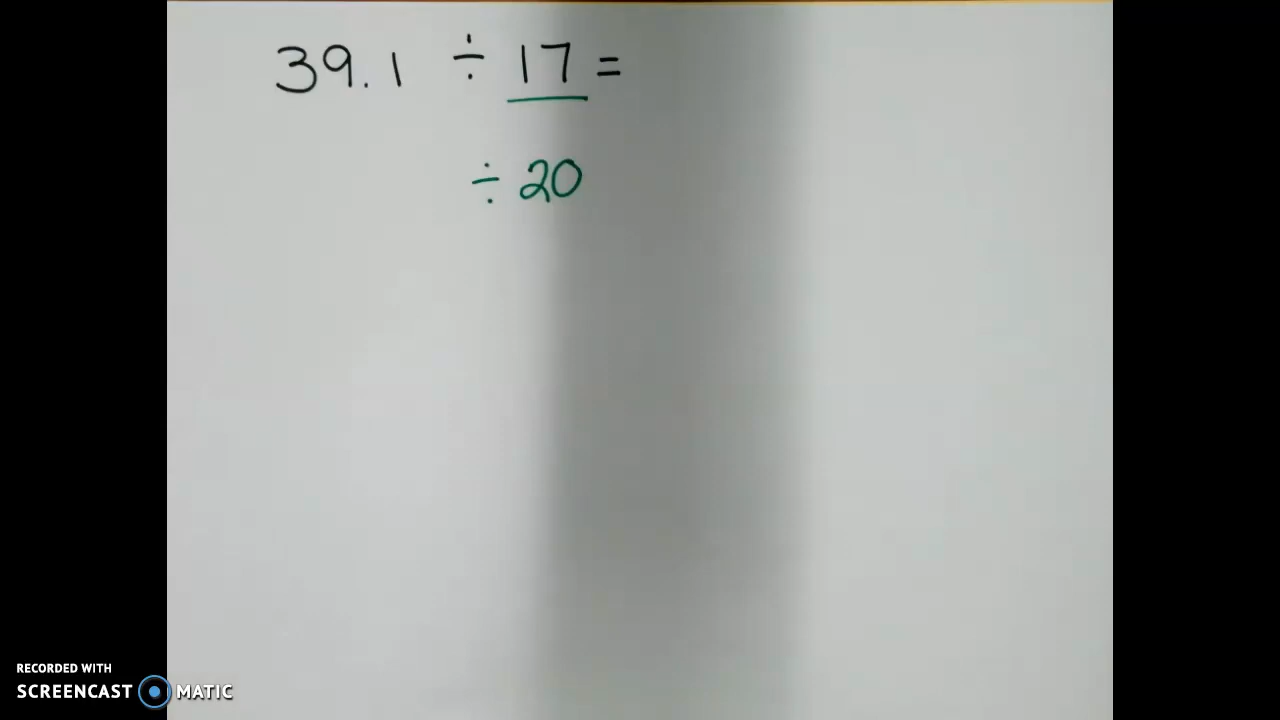 39.1 ÷ 17 =
÷ 20
RECORDED WITH
SCREENCAST MATIC